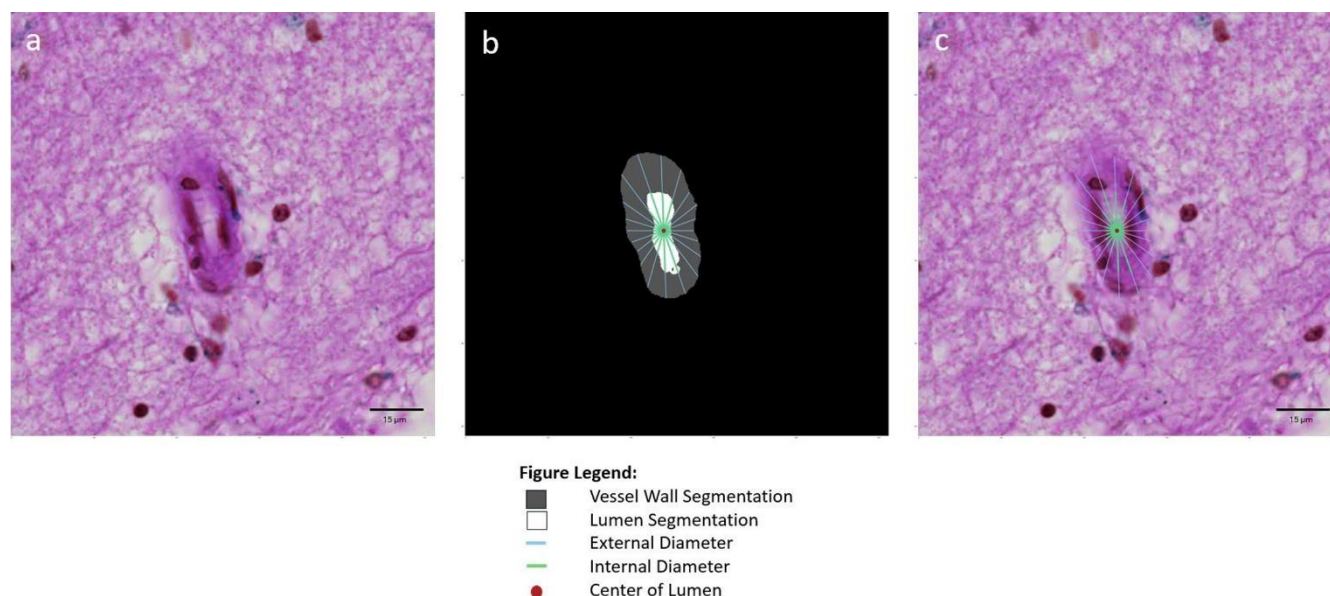 a
b
c
15 µm
15 µm
Figure Legend:
Vessel Wall Segmentation
Lumen Segmentation
External Diameter
Internal Diameter
Center of Lumen